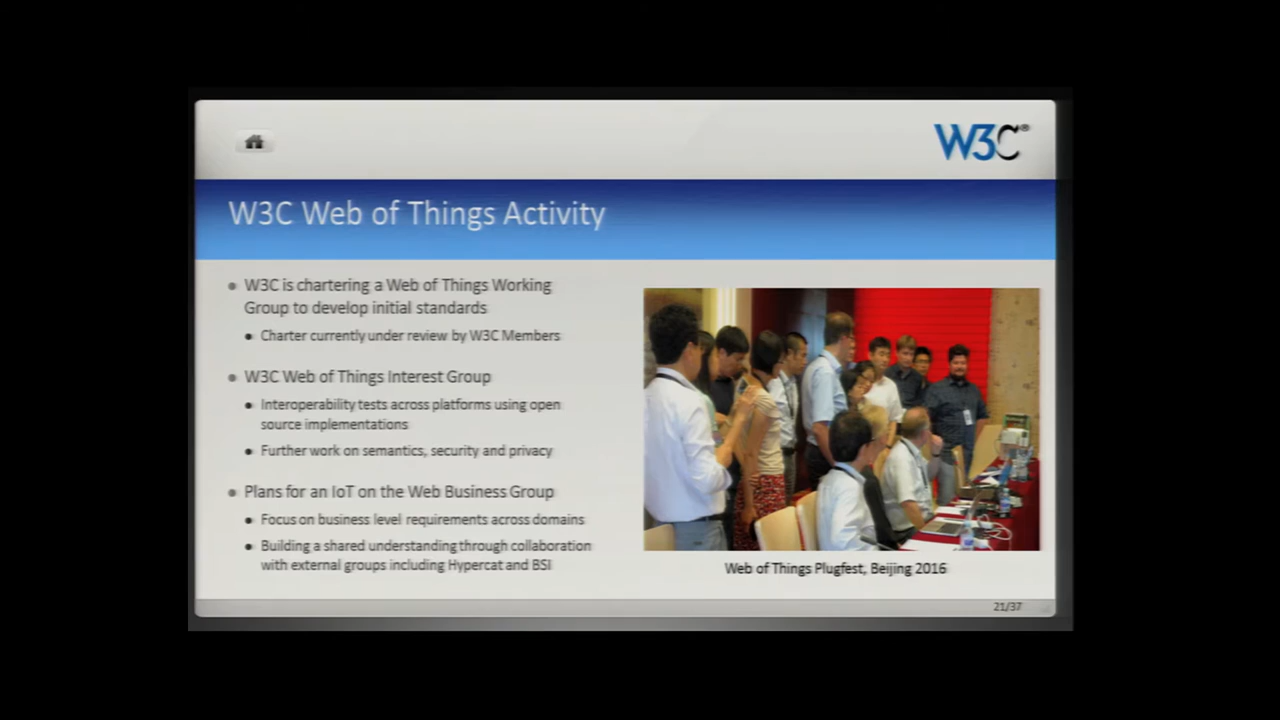 W3C®
W3C Web of Things Activity
W3C is chartering a Web of Things Working
Group to develop initial standards
Charter currently under review by W3C Members
W3C Web of Things Interest Group
Interoperability tests across platforms using open
source implementations
Further work on semantics, security and privacy
Plans for an IoT on the Web Business Group
Focus on business level requirements across domains
Building a shared understanding through collaboration
with external groups including Hypercat and BSI
Web of Things Plugfest, Beijing 2016
21/37